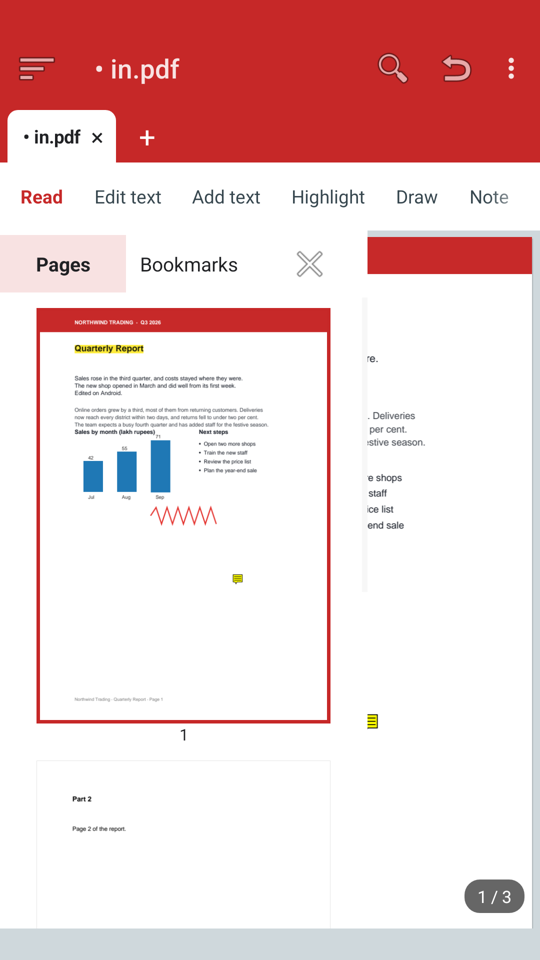 • in.pdf
• in.pdf ×
+
Read Edit text Add text Highlight Draw Note
Pages Bookmarks
NORTHWIND TRADING - Q3 2026
Quarterly Report
Sales rose in the third quarter, and costs stayed where they were.
The new shop opened in March and did well from its first week.
Edited on Android.
Online orders grew by a third, most of them from returning customers. Deliveries
now reach every district within two days, and returns fell to under two per cent.
The team expects a busy fourth quarter and has added staff for the festive season.
Sales by month (lakh rupees)
42
55
71
Jul Aug Sep
Next steps
• Open two more shops
• Train the new staff
• Review the price list
• Plan the year-end sale
Northwind Trading - Quarterly Report - Page 1
1
Part 2
Page 2 of the report.
re.
. Deliveries
per cent.
estive season.
e shops
staff
ice list
end sale
1 / 3